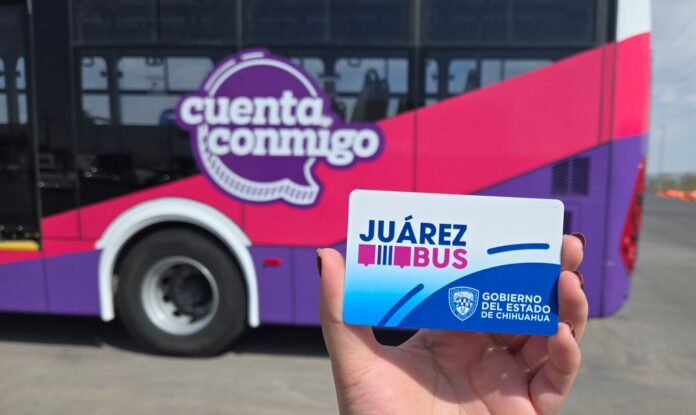 cuenta
conmigo
JUÁREZ
BUS
GOBIERNO
DEL ESTADO
DE CHIHUAHUA